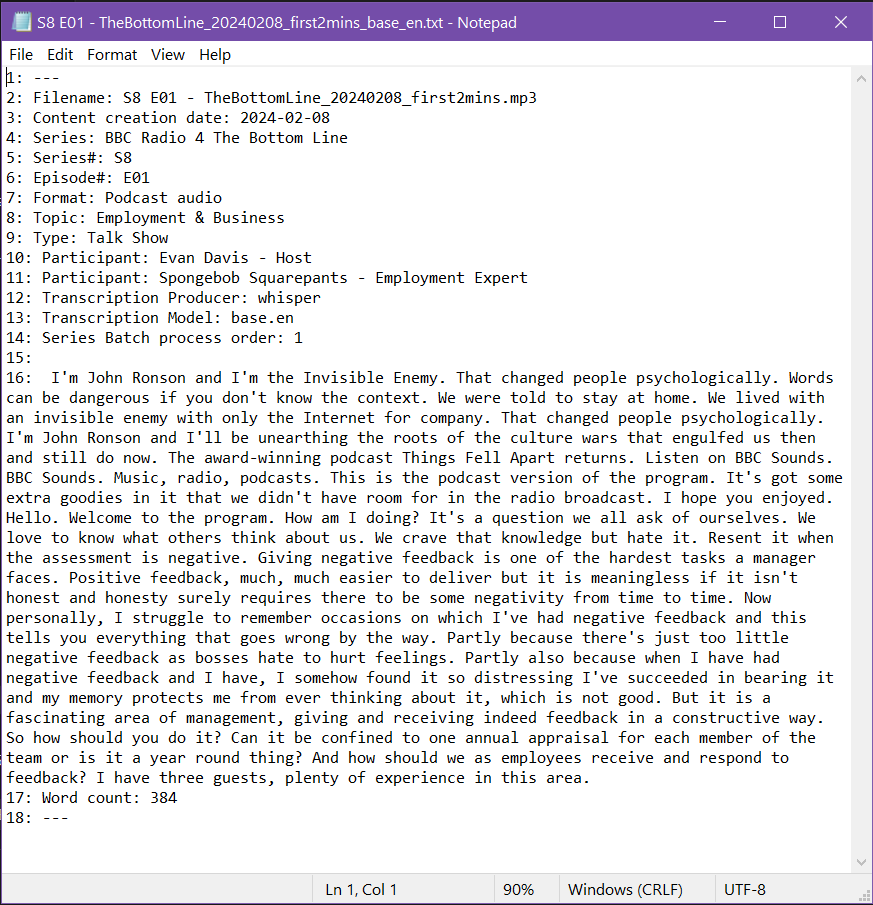 S8 E01 - TheBottomLine_20240208_first2mins_base_en.txt - Notepad
File Edit Format View Help
1: ---
2: Filename: S8 E01 - TheBottomLine_20240208_first2mins.mp3
3: Content creation date: 2024-02-08
4: Series: BBC Radio 4 The Bottom Line
5: Series#: S8
6: Episode#: E01
7: Format: Podcast audio
8: Topic: Employment & Business
9: Type: Talk Show
10: Participant: Evan Davis - Host
11: Participant: Spongebob Squarepants - Employment Expert
12: Transcription Producer: whisper
13: Transcription Model: base.en
14: Series Batch process order: 1
15:
16:  I'm John Ronson and I'm the Invisible Enemy. That changed people psychologically. Words
can be dangerous if you don't know the context. We were told to stay at home. We lived with
an invisible enemy with only the Internet for company. That changed people psychologically.
I'm John Ronson and I'll be unearthing the roots of the culture wars that engulfed us then
and still do now. The award-winning podcast Things Fell Apart returns. Listen on BBC Sounds.
BBC Sounds. Music, radio, podcasts. This is the podcast version of the program. It's got some
extra goodies in it that we didn't have room for in the radio broadcast. I hope you enjoyed.
Hello. Welcome to the program. How am I doing? It's a question we all ask of ourselves. We
love to know what others think about us. We crave that knowledge but hate it. Resent it when
the assessment is negative. Giving negative feedback is one of the hardest tasks a manager
faces. Positive feedback, much, much easier to deliver but it is meaningless if it isn't
honest and honesty surely requires there to be some negativity from time to time. Now
personally, I struggle to remember occasions on which I've had negative feedback and this
tells you everything that goes wrong by the way. Partly because there's just too little
negative feedback as bosses hate to hurt feelings. Partly also because when I have had
negative feedback and I have, I somehow found it so distressing I've succeeded in bearing it
and my memory protects me from ever thinking about it, which is not good. But it is a
fascinating area of management, giving and receiving indeed feedback in a constructive way.
So how should you do it? Can it be confined to one annual appraisal for each member of the
team or is it a year round thing? And how should we as employees receive and respond to
feedback? I have three guests, plenty of experience in this area.
17: Word count: 384
18: ---
Ln 1, Col 1 90% Windows (CRLF) UTF-8